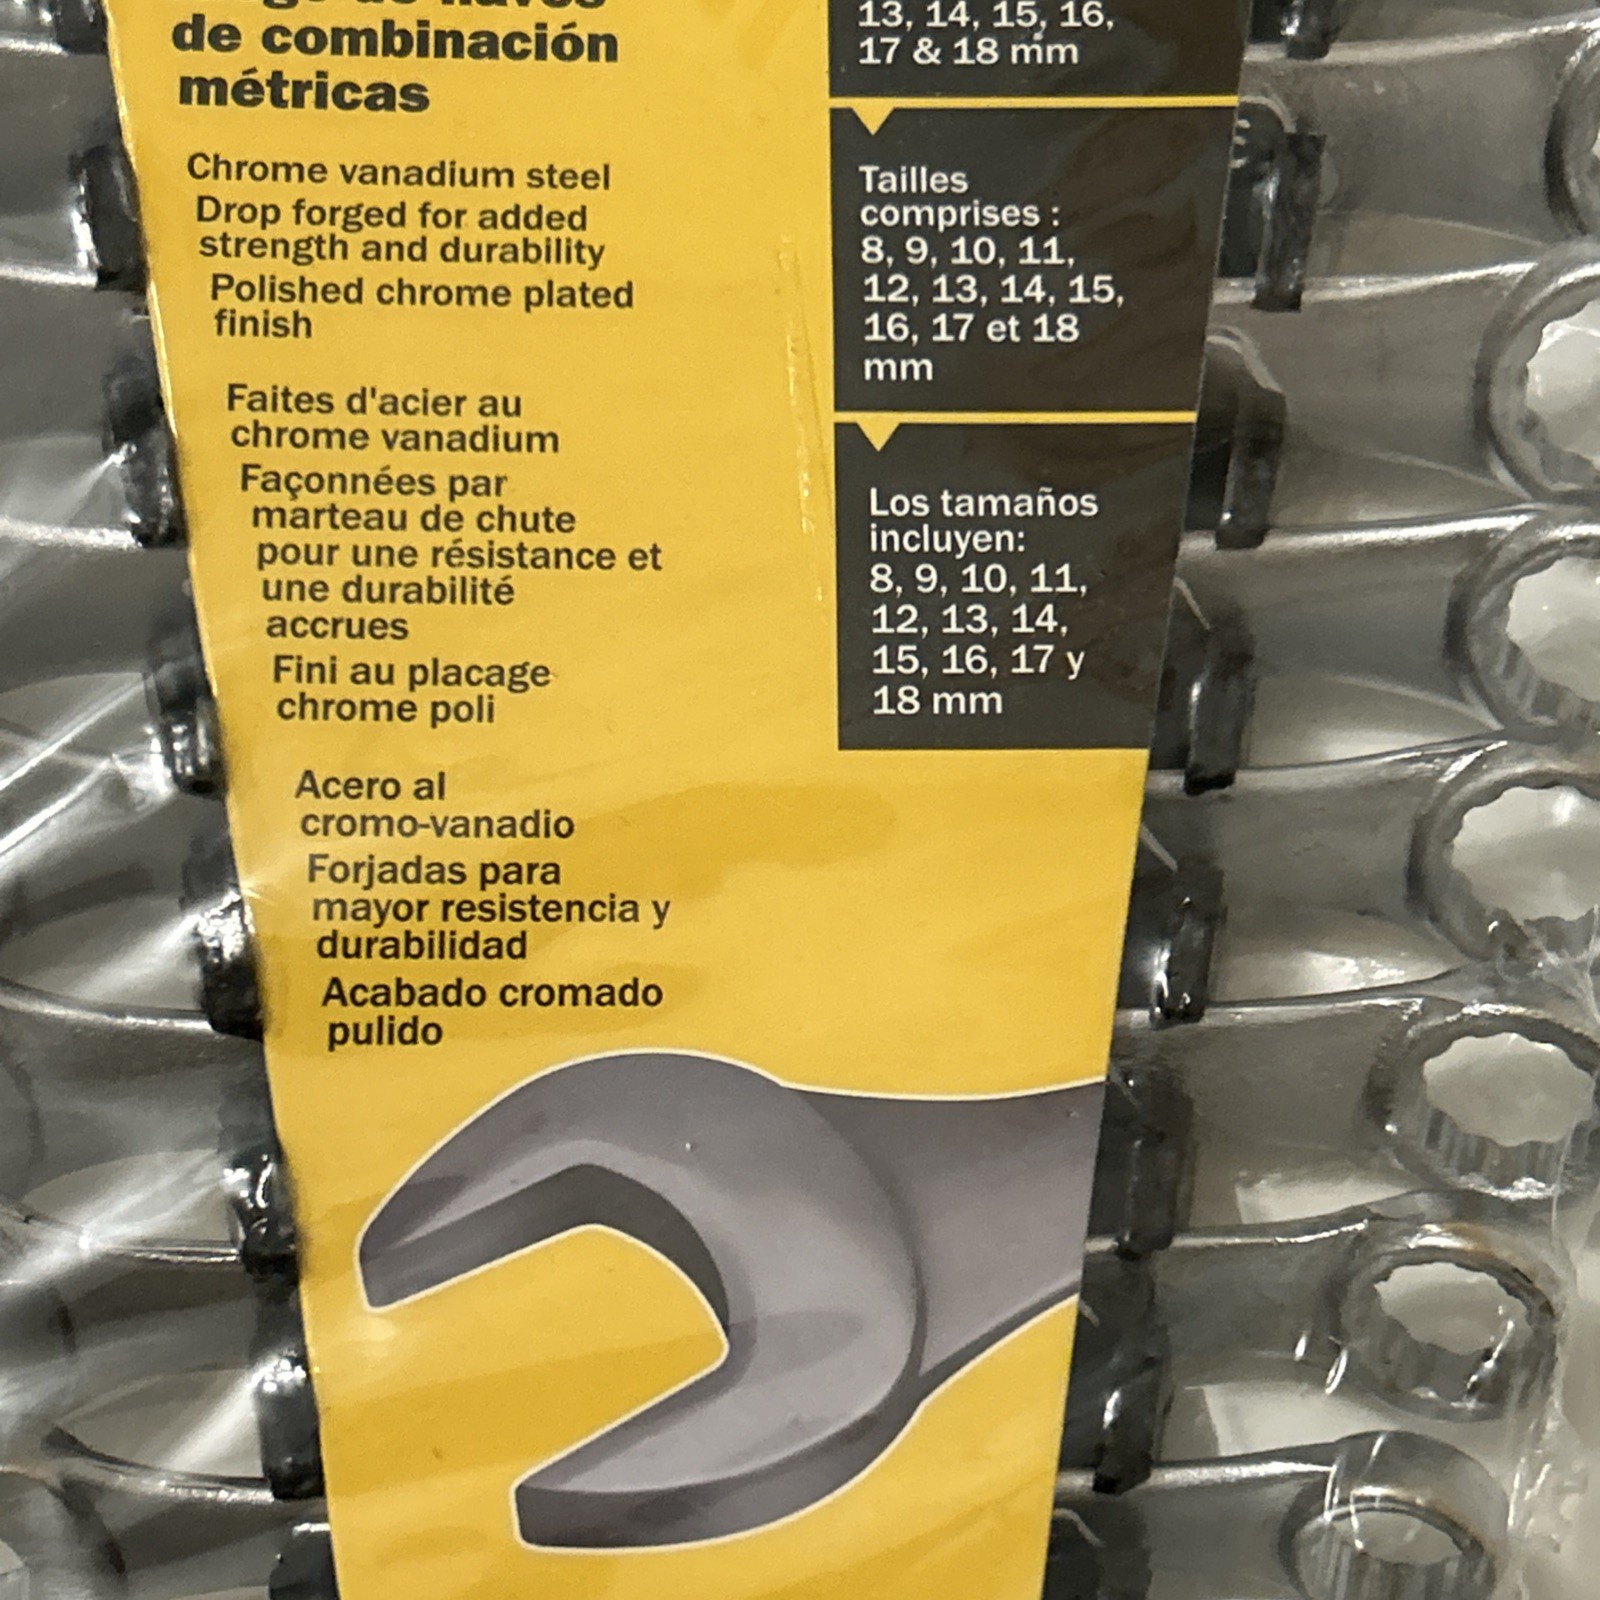 de combinación
métricas
Chrome vanadium steel
Drop forged for added
strength and durability
Polished chrome plated
finish
Faites d'acier au
chrome vanadium
Façonnées par
marteau de chute
pour une résistance et
une durabilité
accrues
Fini au placage
chrome poli
Acero al
cromo-vanadio
Forjadas para
mayor resistencia y
durabilidad
Acabado cromado
pulido
13, 14, 15, 16,
17 & 18 mm
Tailles
comprises :
8, 9, 10, 11,
12, 13, 14, 15,
16, 17 et 18
mm
Los tamaños
incluyen:
8, 9, 10, 11,
12, 13, 14,
15, 16, 17 y
18 mm